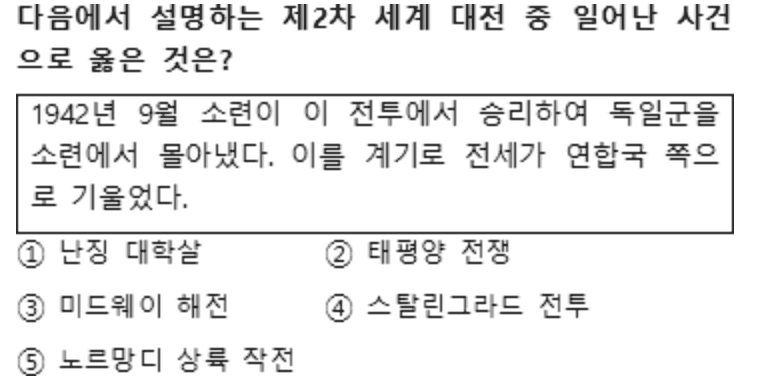 다음에서 설명하는 제2차 세계 대전 중 일어난 사건
으로 옳은 것은?
1942년 9월 소련이 이 전투에서 승리하여 독일군을
소련에서 몰아냈다. 이를 계기로 전세가 연합국 쪽으
로 기울었다.
① 난징 대학살 ② 태평양 전쟁
③ 미드웨이 해전 ④ 스탈린그라드 전투
⑤ 노르망디 상륙 작전